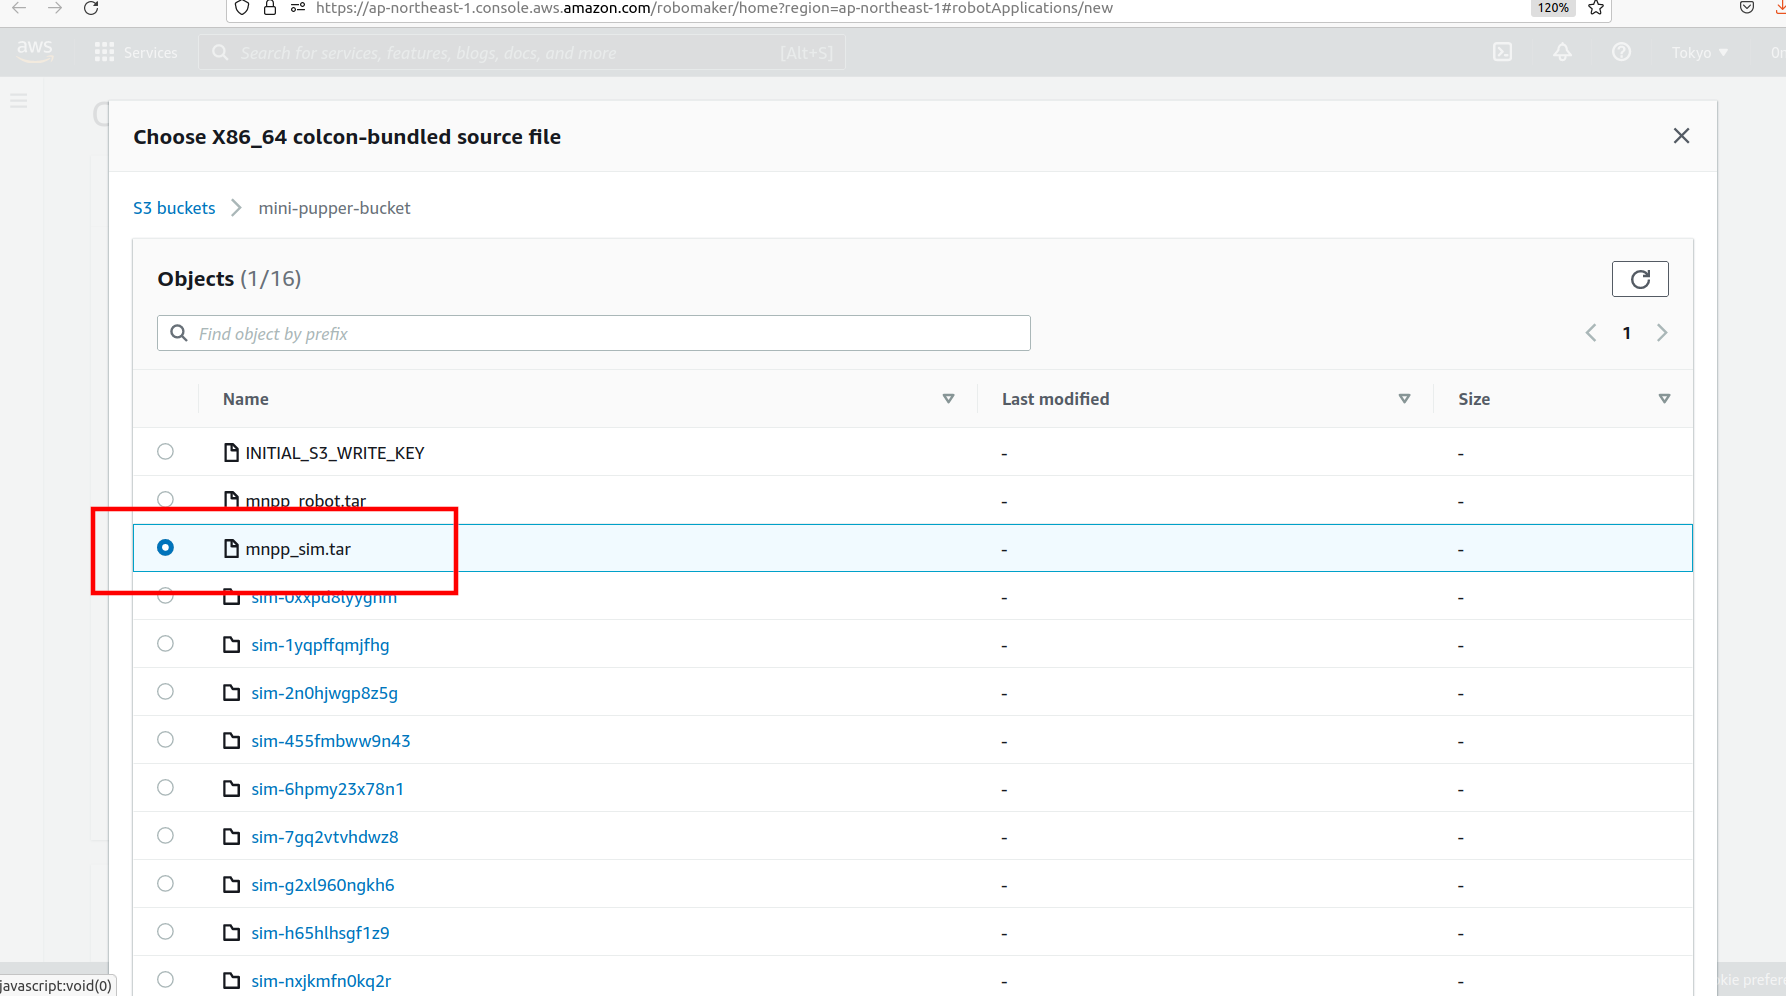 https://ap-northeast-1.console.aws.amazon.com/robomaker/home?region=ap-northeast-1#robotApplications/new 120%
aws Services Search for services, features, blogs, docs, and more [Alt+S] Tokyo
Choose X86_64 colcon-bundled source file
S3 buckets mini-pupper-bucket
Objects (1/16)
Find object by prefix 1
Name Last modified Size
INITIAL_S3_WRITE_KEY - -
mnpp_robot.tar - -
mnpp_sim.tar - -
sim-0xxpd8lyygnm - -
sim-1yqpffqmjfhg - -
sim-2n0hjwgp8z5g - -
sim-455fmbww9n43 - -
sim-6hpmy23x78n1 - -
sim-7gq2vtvhdwz8 - -
sim-g2xl960ngkh6 - -
sim-h65hlhsgf1z9 - -
sim-nxjkmfn0kq2r - -
javascript:void(0)